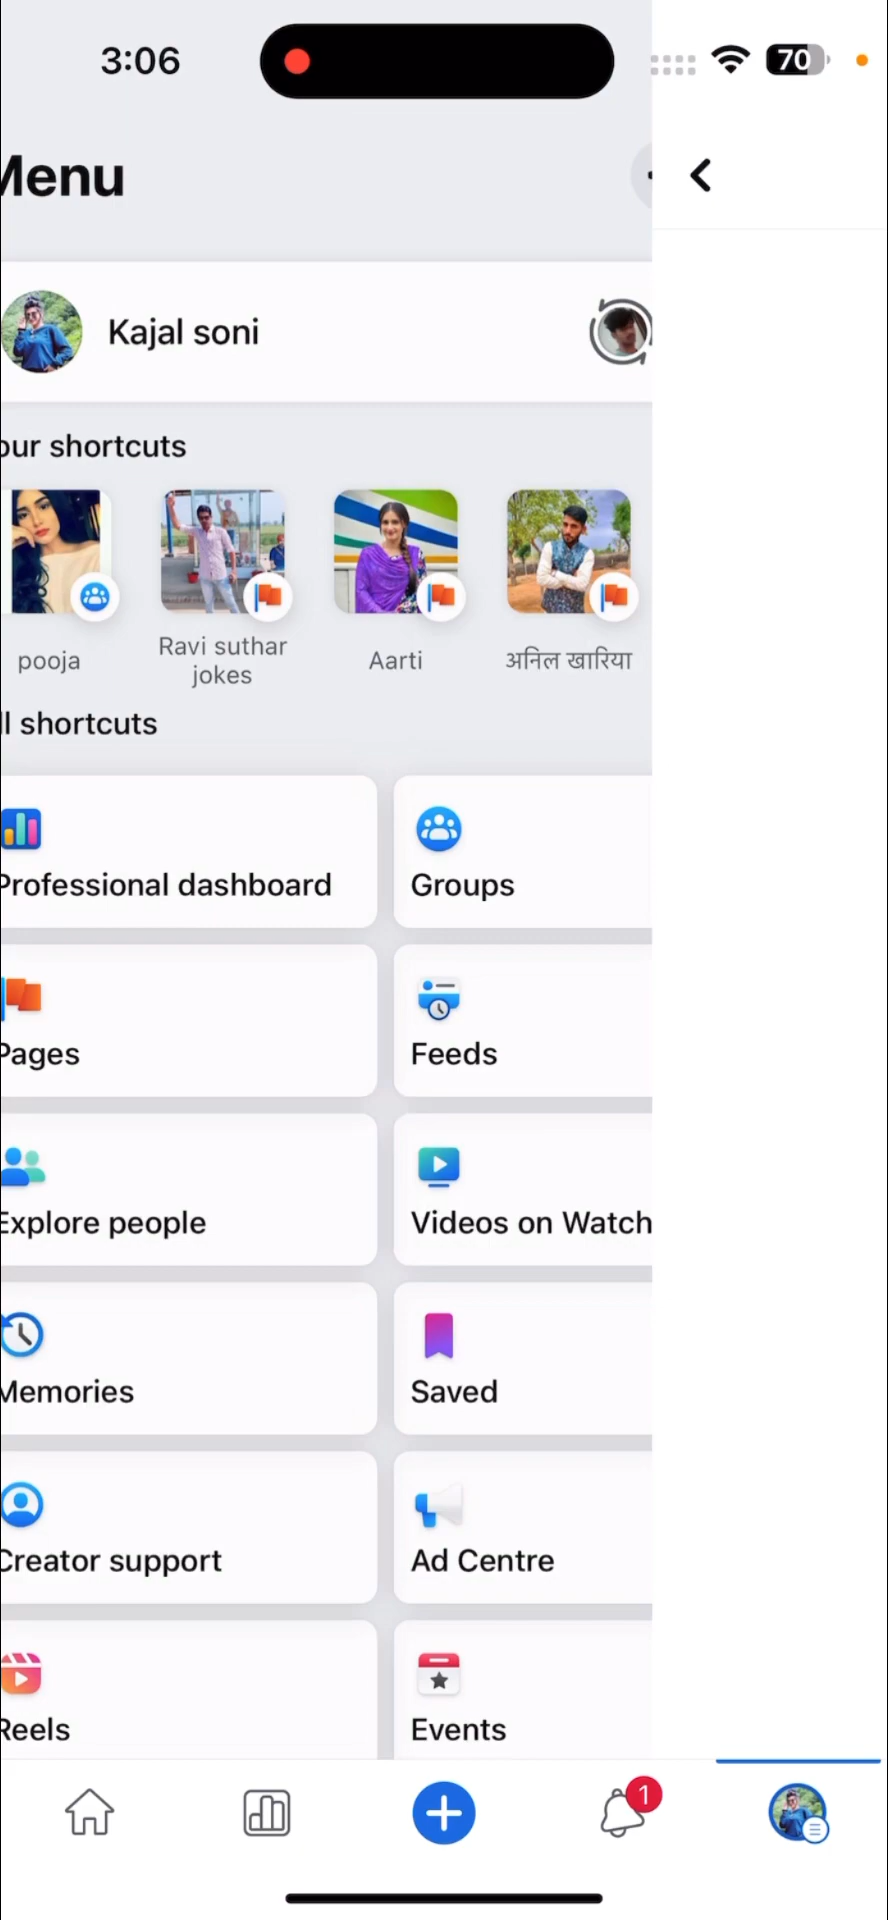 3:06
70
Menu
Kajal soni
our shortcuts
pooja
Ravi suthar
jokes
Aarti
अनिल खारिया
ll shortcuts
Professional dashboard
Groups
Pages
Feeds
Explore people
Videos on Watch
Memories
Saved
Creator support
Ad Centre
Reels
Events
1